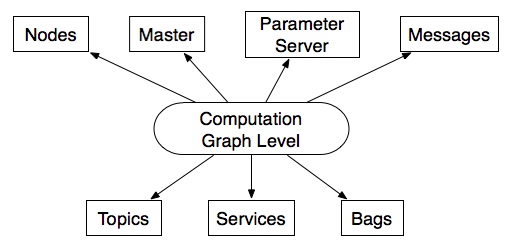 Nodes
Master
Parameter
Server
Messages
Computation
Graph Level
Topics
Services
Bags